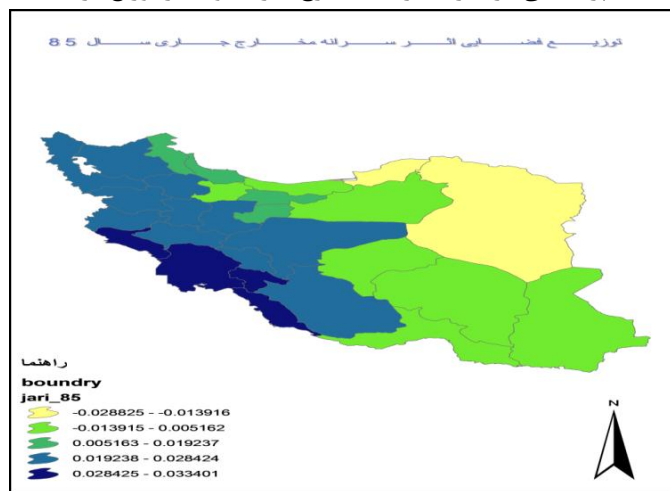 توزیع فضایی اثر سرانه مخارج جاری سال 85
راهنما
boundry
jari_85
-0.028825 - -0.013916
-0.013915 - 0.005162
0.005163 - 0.019237
0.019238 - 0.028424
0.028425 - 0.033401
N